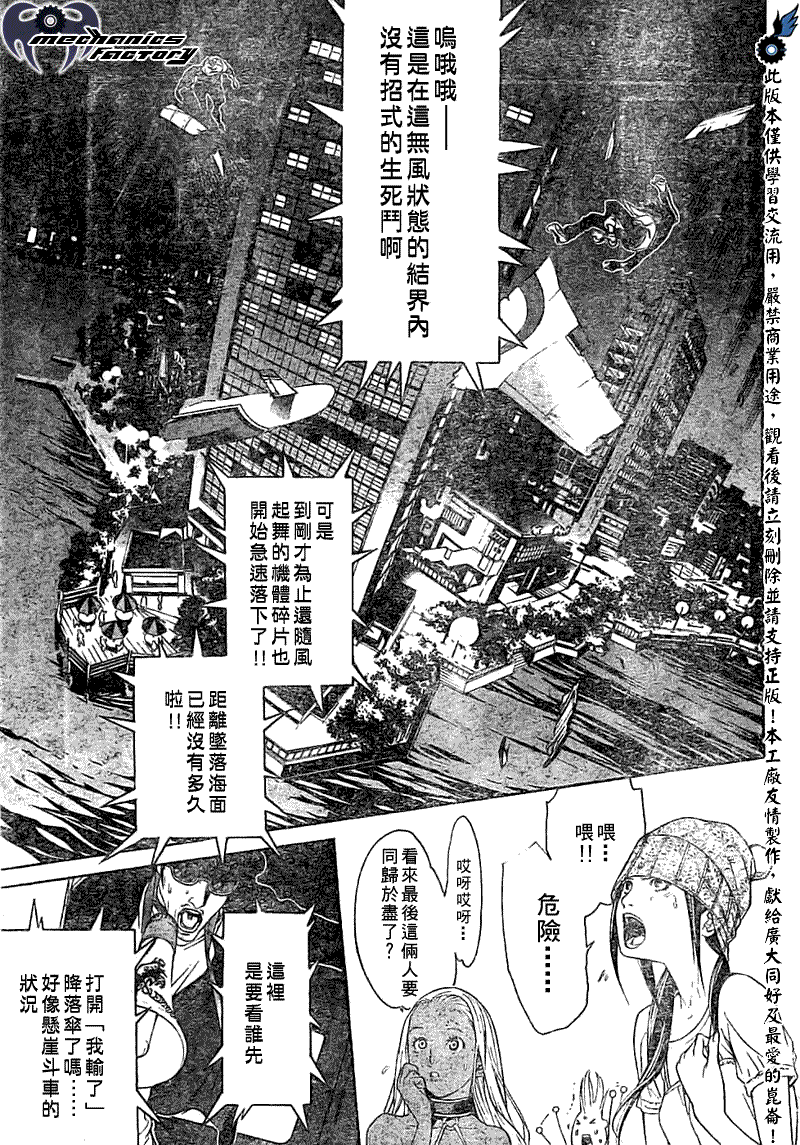 mechanics
factory
嗚哦哦──
這是在這無風狀態的結界內
沒有招式的生死鬥啊
可是
到剛才為止還隨風
起舞的機體碎片也
開始急速落下了!!
距離墜落海面
已經沒有多久
啦!!
喂…
喂!!
危險……
哎呀哎呀…
看來最後這倆人要
同歸於盡了?
這裡
是要看誰先
打開「我輸了」
降落傘了嗎……
好像懸崖斗車的
狀況
此版本僅供學習交流用，嚴禁商業用途，觀看後請立刻刪除並請支持正版！本工廠友情製作，獻給廣大同好及最愛的崑崙！